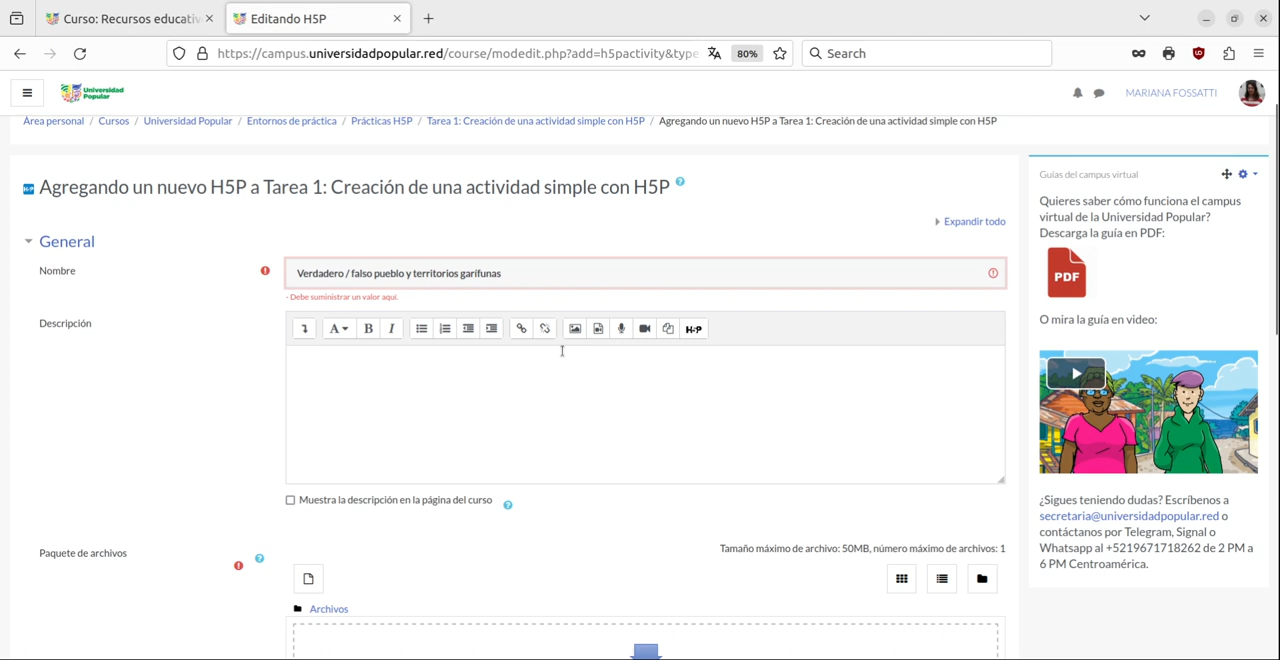 Curso: Recursos educativ
Editando H5P
https://campus.universidadpopular.red/course/modedit.php?add=h5pactivity&type
80%
Search
Universidad
Popular
MARIANA FOSSATTI
Área personal / Cursos / Universidad Popular / Entornos de práctica / Prácticas H5P / Tarea 1: Creación de una actividad simple con H5P / Agregando un nuevo H5P a Tarea 1: Creación de una actividad simple con H5P
Agregando un nuevo H5P a Tarea 1: Creación de una actividad simple con H5P
Expandir todo
General
Nombre
Verdadero / falso pueblo y territorios garífunas
- Debe suministrar un valor aquí.
Descripción
A B I H-P
Muestra la descripción en la página del curso
Paquete de archivos
Tamaño máximo de archivo: 50MB, número máximo de archivos: 1
Archivos
Guías del campus virtual
Quieres saber cómo funciona el campus
virtual de la Universidad Popular?
Descarga la guía en PDF:
PDF
O mira la guía en video:
¿Sigues teniendo dudas? Escríbenos a
secretaria@universidadpopular.red o
contáctanos por Telegram, Signal o
Whatsapp al +5219671718262 de 2 PM a
6 PM Centroamérica.